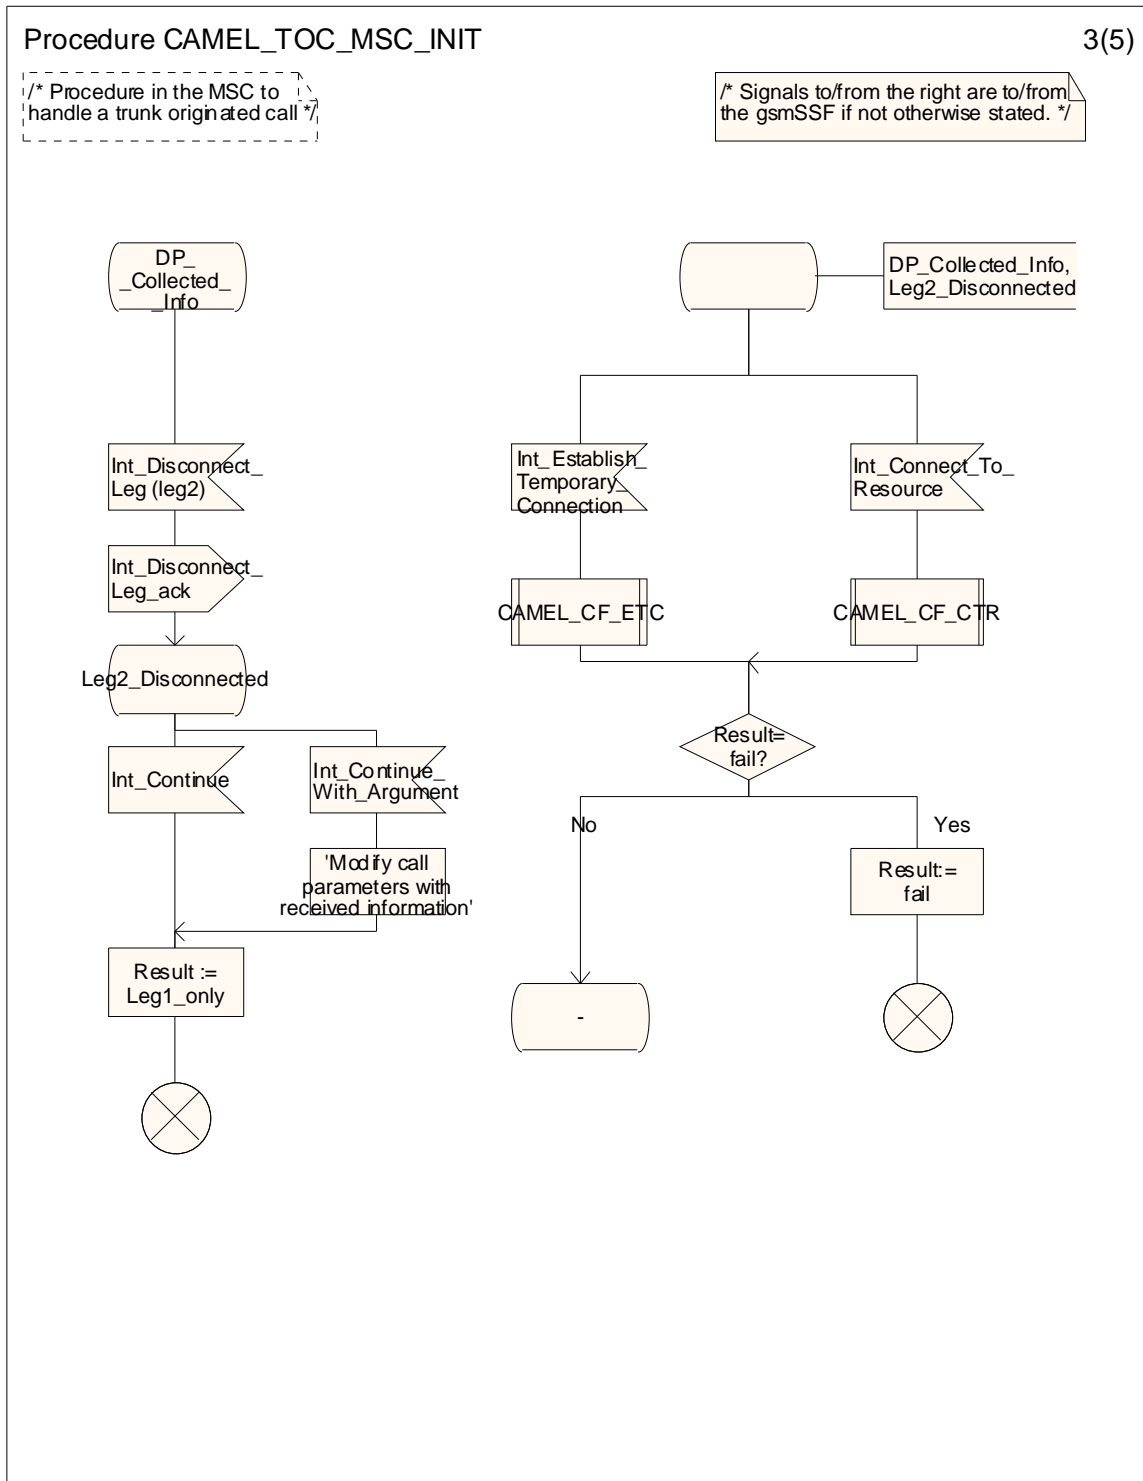 Procedure CAMEL_TOC_MSC_INIT
3(5)
/* Procedure in the MSC to
handle a trunk originated call */
/* Signals to/from the right are to/from
the gsmSSF if not otherwise stated. */
DP_
_Collected_
_Info
DP_Collected_Info,
Leg2_Disconnected
Int_Disconnect_
Leg (leg2)
Int_Establish_
Temporary_
Connection
Int_Connect_To_
Resource
Int_Disconnect_
Leg_ack
CAMEL_CF_ETC
CAMEL_CF_CTR
Leg2_Disconnected
Result=
fail?
Int_Continue
Int_Continue_
With_Argument
No
Yes
'Modify call
parameters with
received information'
Result:=
fail
Result :=
Leg1_only
-